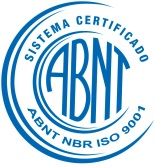 SISTEMA CERTIFICADO
ABNT
ABNT NBR ISO 9001